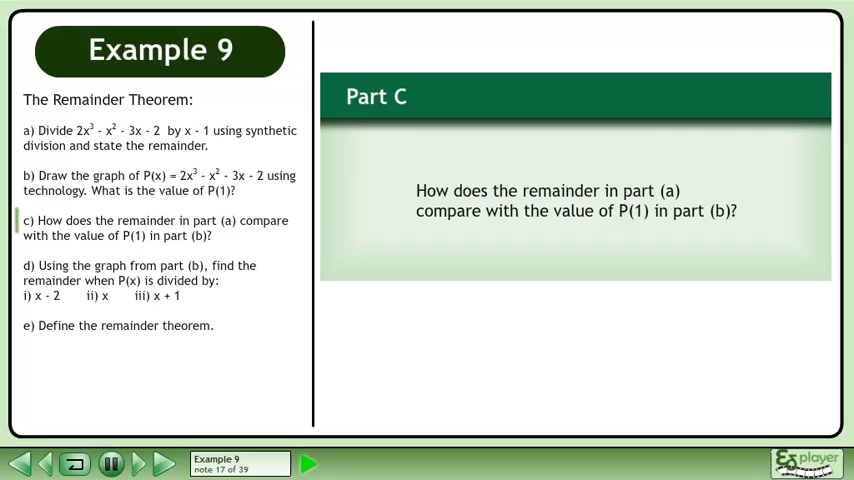 Example 9
The Remainder Theorem:
a) Divide 2x³ - x² - 3x - 2 by x - 1 using synthetic
division and state the remainder.
b) Draw the graph of P(x) = 2x³ - x² - 3x - 2 using
technology. What is the value of P(1)?
c) How does the remainder in part (a) compare
with the value of P(1) in part (b)?
d) Using the graph from part (b), find the
remainder when P(x) is divided by:
i) x - 2 ii) x iii) x + 1
e) Define the remainder theorem.
Part C
How does the remainder in part (a)
compare with the value of P(1) in part (b)?
Example 9
note 17 of 39
player